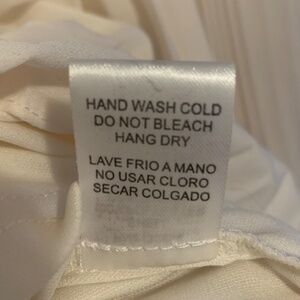 HAND WASH COLD
DO NOT BLEACH
HANG DRY
LAVE FRIO A MANO
NO USAR CLORO
SECAR COLGADO